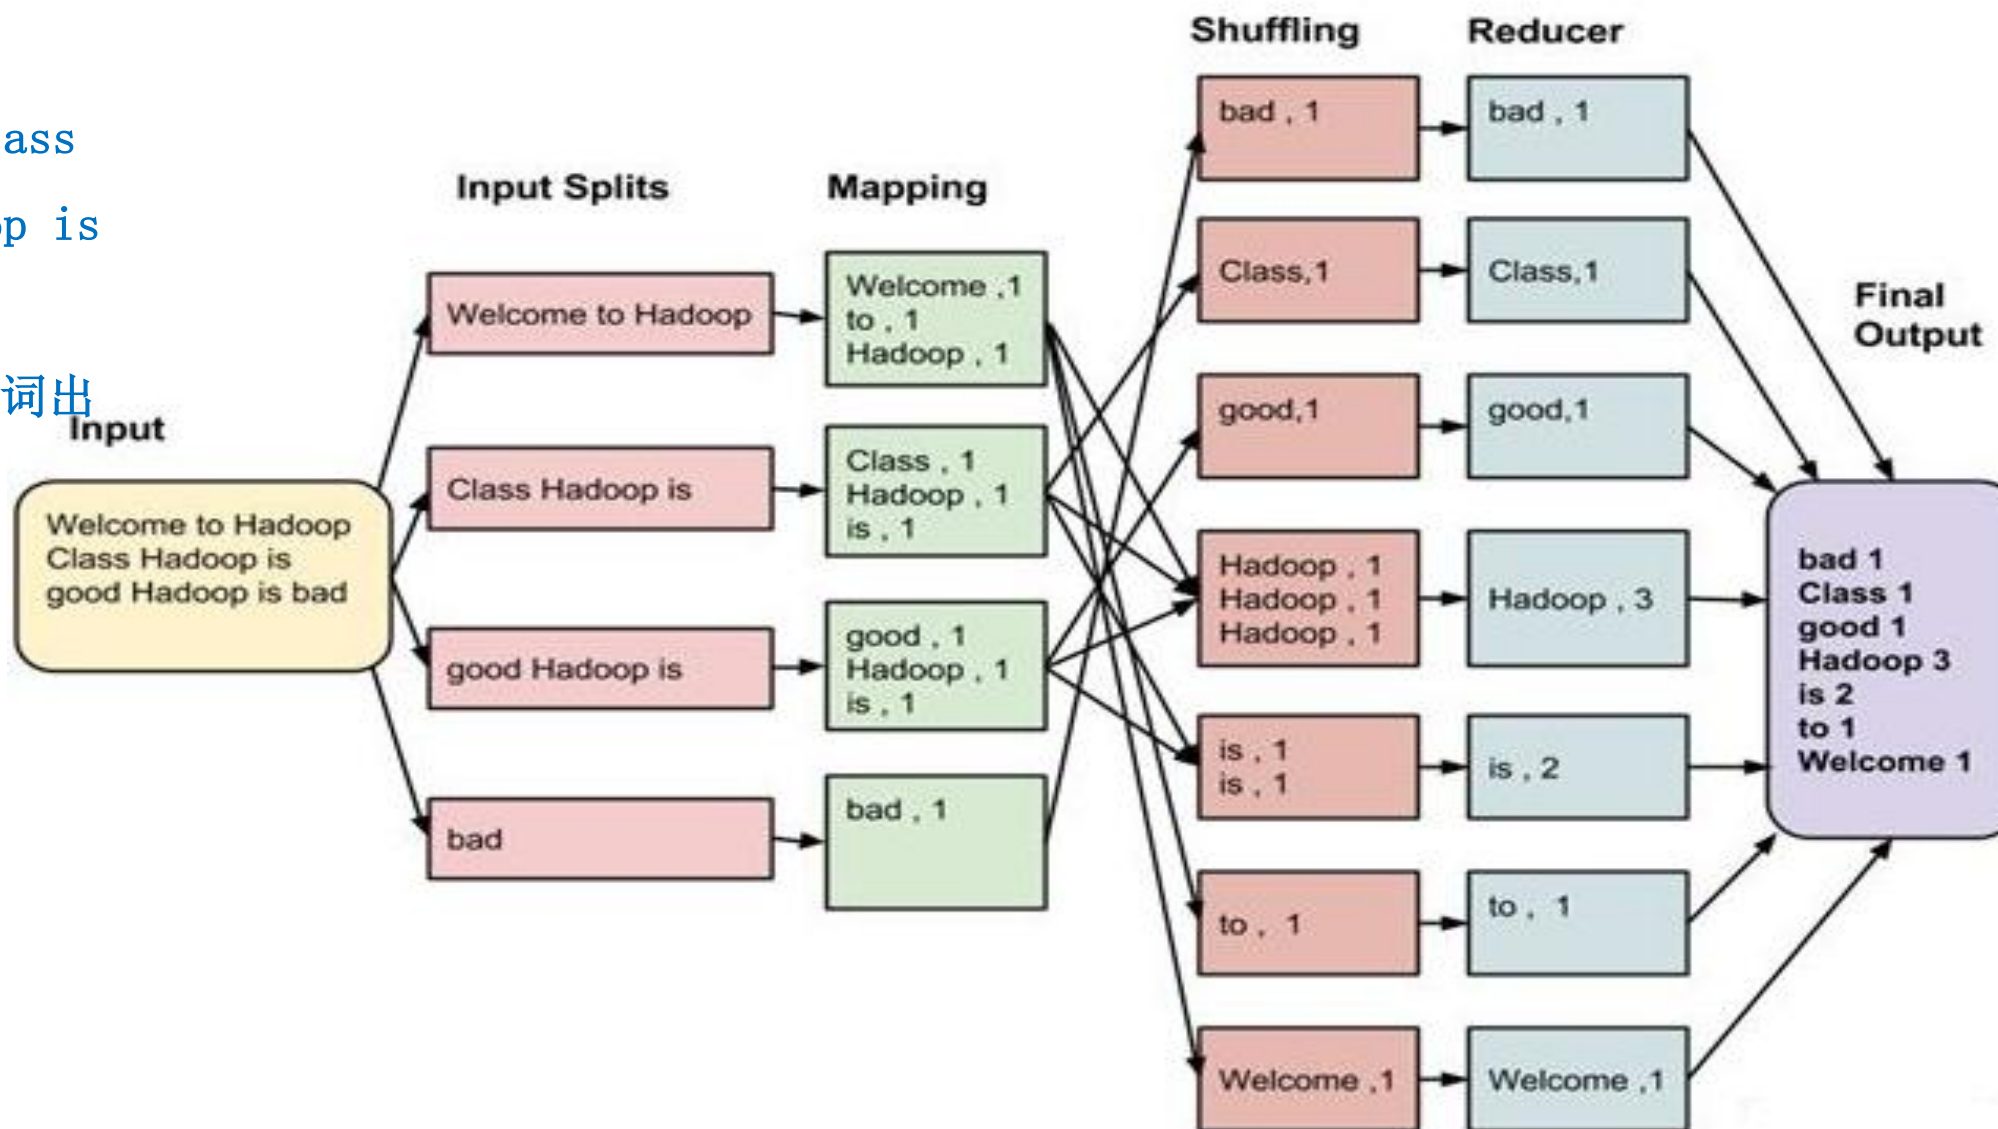 ass
p is
词出
Input
Welcome to Hadoop
Class Hadoop is
good Hadoop is bad
Input Splits
Welcome to Hadoop
Class Hadoop is
good Hadoop is
bad
Mapping
Welcome ,1
to , 1
Hadoop , 1
Class , 1
Hadoop , 1
is , 1
good , 1
Hadoop , 1
is , 1
bad , 1
Shuffling
bad , 1
Class,1
good,1
Hadoop , 1
Hadoop , 1
Hadoop , 1
is , 1
is , 1
to , 1
Welcome ,1
Reducer
bad , 1
Class,1
good,1
Hadoop , 3
is , 2
to , 1
Welcome ,1
Final
Output
bad 1
Class 1
good 1
Hadoop 3
is 2
to 1
Welcome 1